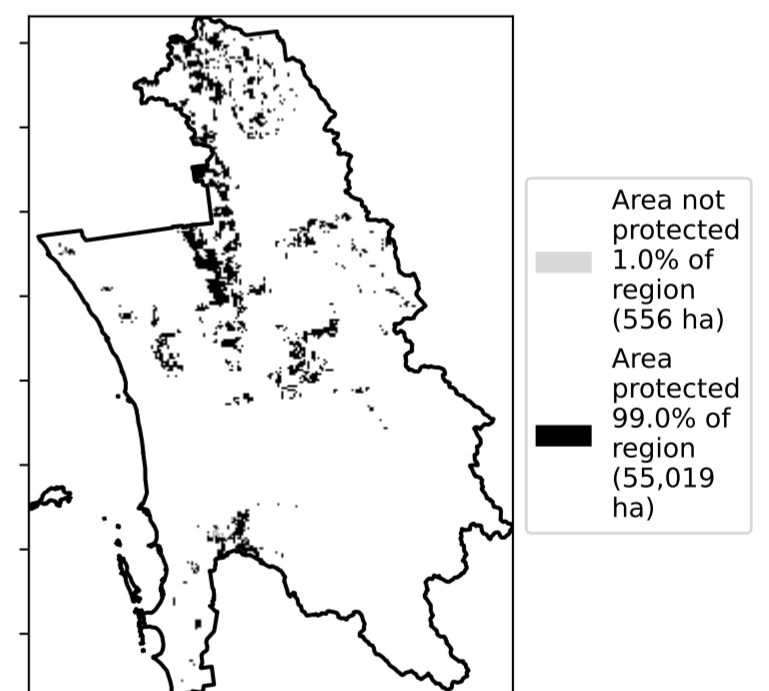 Area not
protected
1.0% of
region
(556 ha)
Area
protected
99.0% of
region
(55,019
ha)